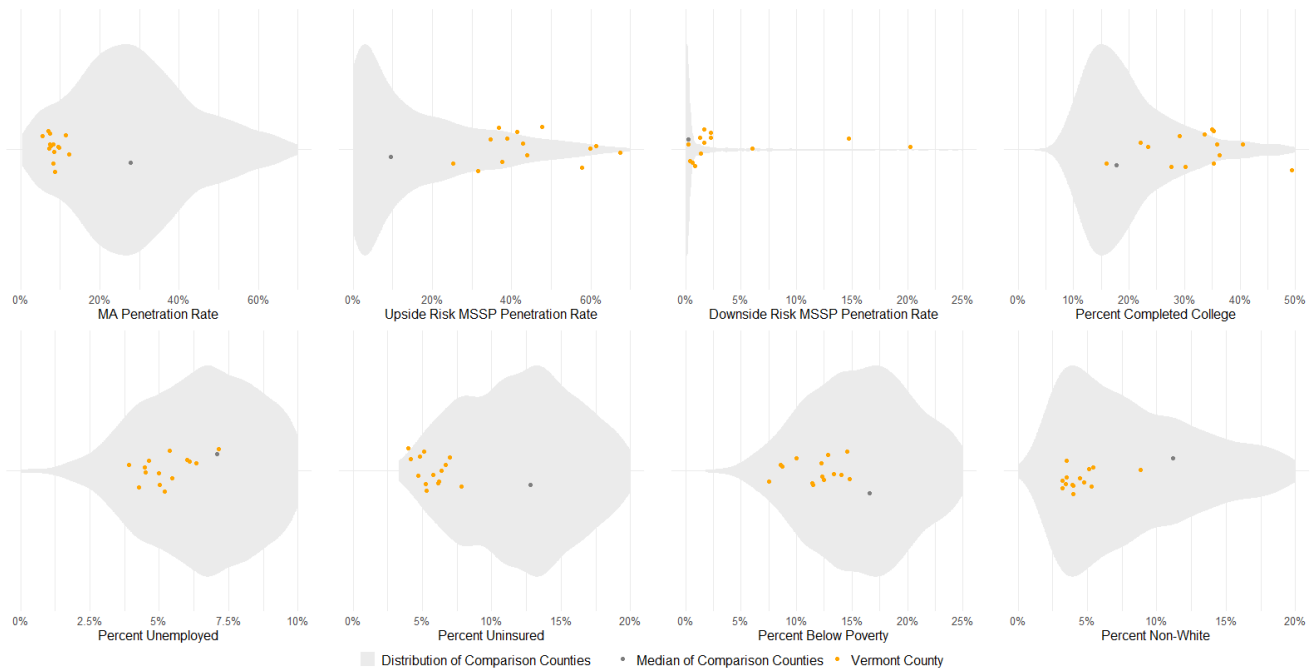 0% 20% 40% 60%
MA Penetration Rate
0% 20% 40% 60%
Upside Risk MSSP Penetration Rate
0% 5% 10% 15% 20% 25%
Downside Risk MSSP Penetration Rate
0% 10% 20% 30% 40% 50%
Percent Completed College
0% 2.5% 5% 7.5% 10%
Percent Unemployed
0% 5% 10% 15% 20%
Percent Uninsured
0% 5% 10% 15% 20% 25%
Percent Below Poverty
0% 5% 10% 15% 20%
Percent Non-White
Distribution of Comparison Counties Median of Comparison Counties Vermont County